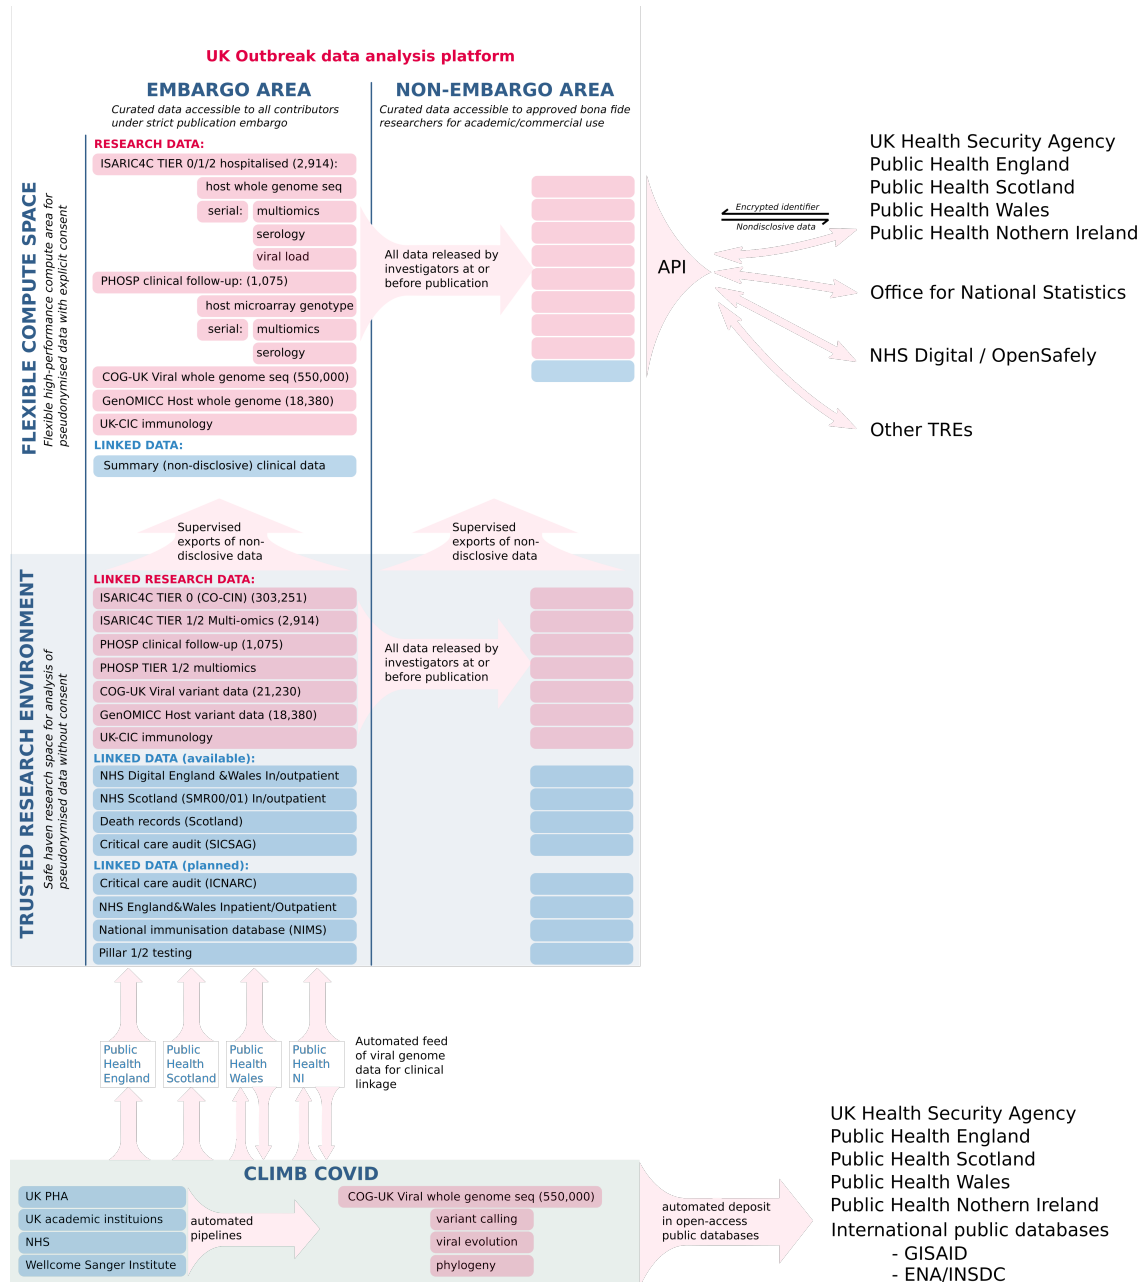 UK Outbreak data analysis platform
EMBARGO AREA
Curated data accessible to all contributors
under strict publication embargo
NON-EMBARGO AREA
Curated data accessible to approved bona fide
researchers for academic/commercial use
FLEXIBLE COMPUTE SPACE
Flexible high-performance compute area for
pseudonymised data with explicit consent
RESEARCH DATA:
ISARIC4C TIER 0/1/2 hospitalised (2,914):
host whole genome seq
serial: multiomics
serology
viral load
PHOSP clinical follow-up: (1,075)
host microarray genotype
serial: multiomics
serology
COG-UK Viral whole genome seq (550,000)
GenOMICC Host whole genome (18,380)
UK-CIC immunology
LINKED DATA:
Summary (non-disclosive) clinical data
All data released by
investigators at or
before publication
API
Encrypted identifier
Nondisclosive data
UK Health Security Agency
Public Health England
Public Health Scotland
Public Health Wales
Public Health Nothern Ireland
Office for National Statistics
NHS Digital / OpenSafely
Other TREs
Supervised
exports of non-
disclosive data
Supervised
exports of non-
disclosive data
TRUSTED RESEARCH ENVIRONMENT
Safe haven research space for analysis of
pseudonymised data without consent
LINKED RESEARCH DATA:
ISARIC4C TIER 0 (CO-CIN) (303,251)
ISARIC4C TIER 1/2 Multi-omics (2,914)
PHOSP clinical follow-up (1,075)
PHOSP TIER 1/2 multiomics
COG-UK Viral variant data (21,230)
GenOMICC Host variant data (18,380)
UK-CIC immunology
All data released by
investigators at or
before publication
LINKED DATA (available):
NHS Digital England &Wales In/outpatient
NHS Scotland (SMR00/01) In/outpatient
Death records (Scotland)
Critical care audit (SICSAG)
LINKED DATA (planned):
Critical care audit (ICNARC)
NHS England&Wales Inpatient/Outpatient
National immunisation database (NIMS)
Pillar 1/2 testing
Public
Health
England
Public
Health
Scotland
Public
Health
Wales
Public
Health
NI
Automated feed
of viral genome
data for clinical
linkage
CLIMB COVID
UK PHA
UK academic instituions
NHS
Wellcome Sanger Institute
automated
pipelines
COG-UK Viral whole genome seq (550,000)
variant calling
viral evolution
phylogeny
automated deposit
in open-access
public databases
UK Health Security Agency
Public Health England
Public Health Scotland
Public Health Wales
Public Health Nothern Ireland
International public databases
- GISAID
- ENA/INSDC